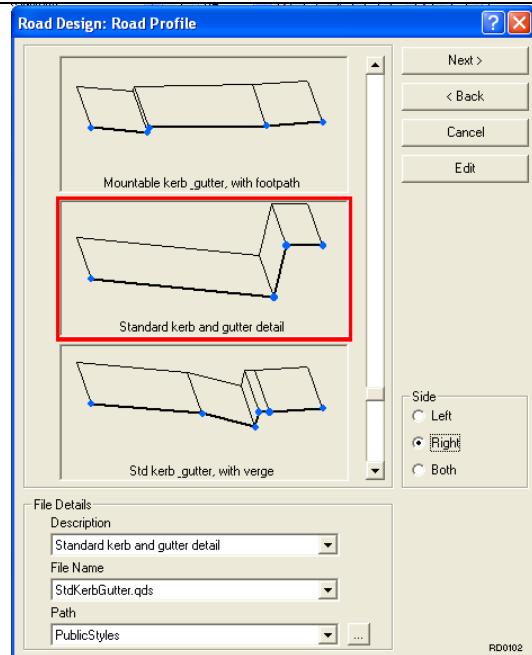 Road Design: Road Profile
Mountable kerb _gutter, with footpath
Standard kerb and gutter detail
Std kerb _gutter, with verge
Next >
< Back
Cancel
Edit
Side
Left
Right
Both
File Details
Description
Standard kerb and gutter detail
File Name
StdKerbGutter.qds
Path
PublicStyles
...
RD0102